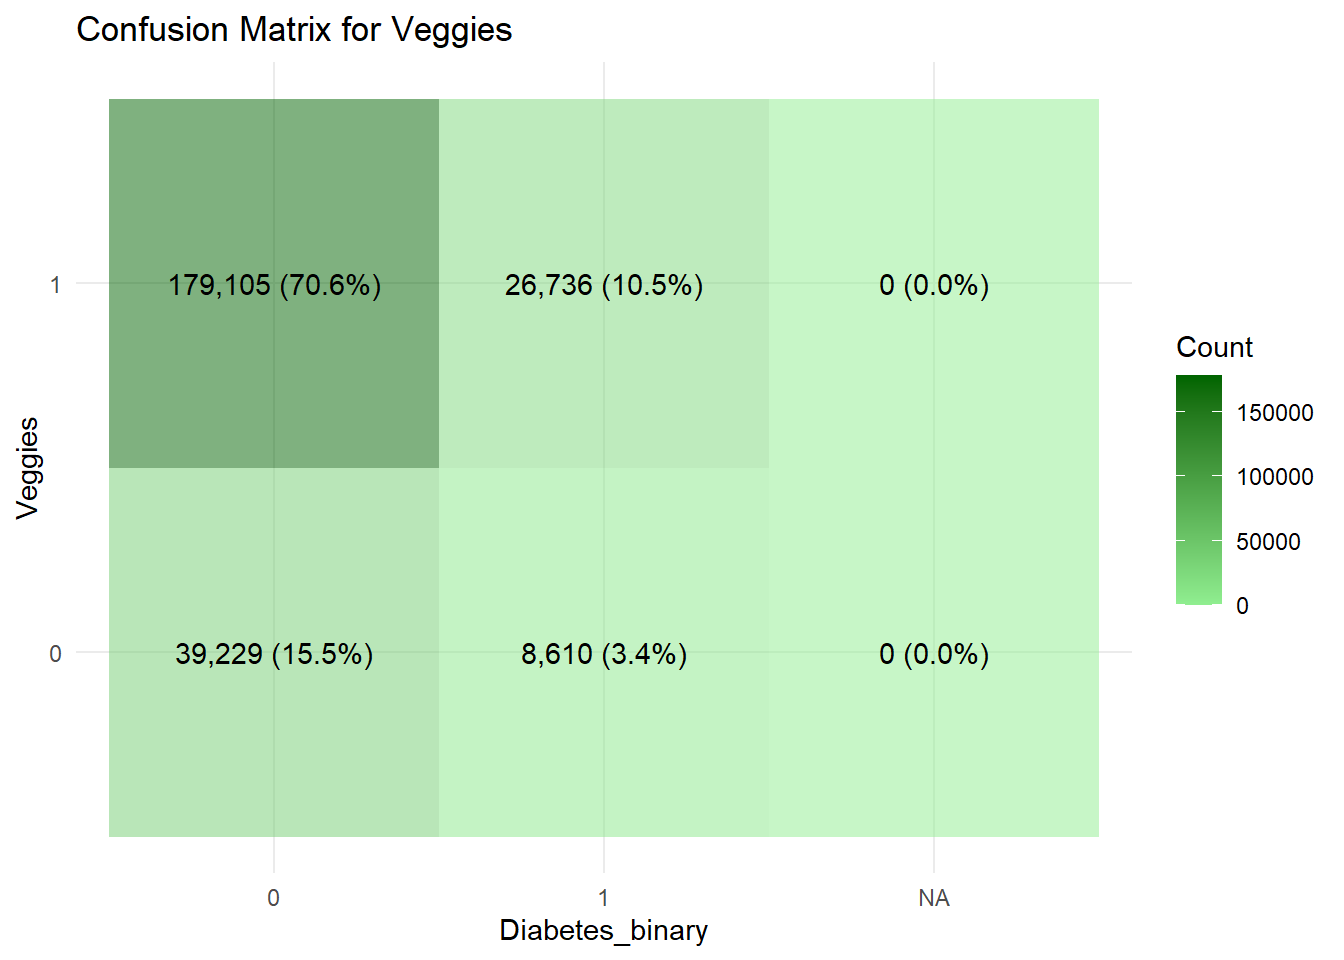 Confusion Matrix for Veggies
1
179,105 (70.6%)
26,736 (10.5%)
0 (0.0%)
0
39,229 (15.5%)
8,610 (3.4%)
0 (0.0%)
0
1
NA
Diabetes_binary
Veggies
Count
150000
100000
50000
0